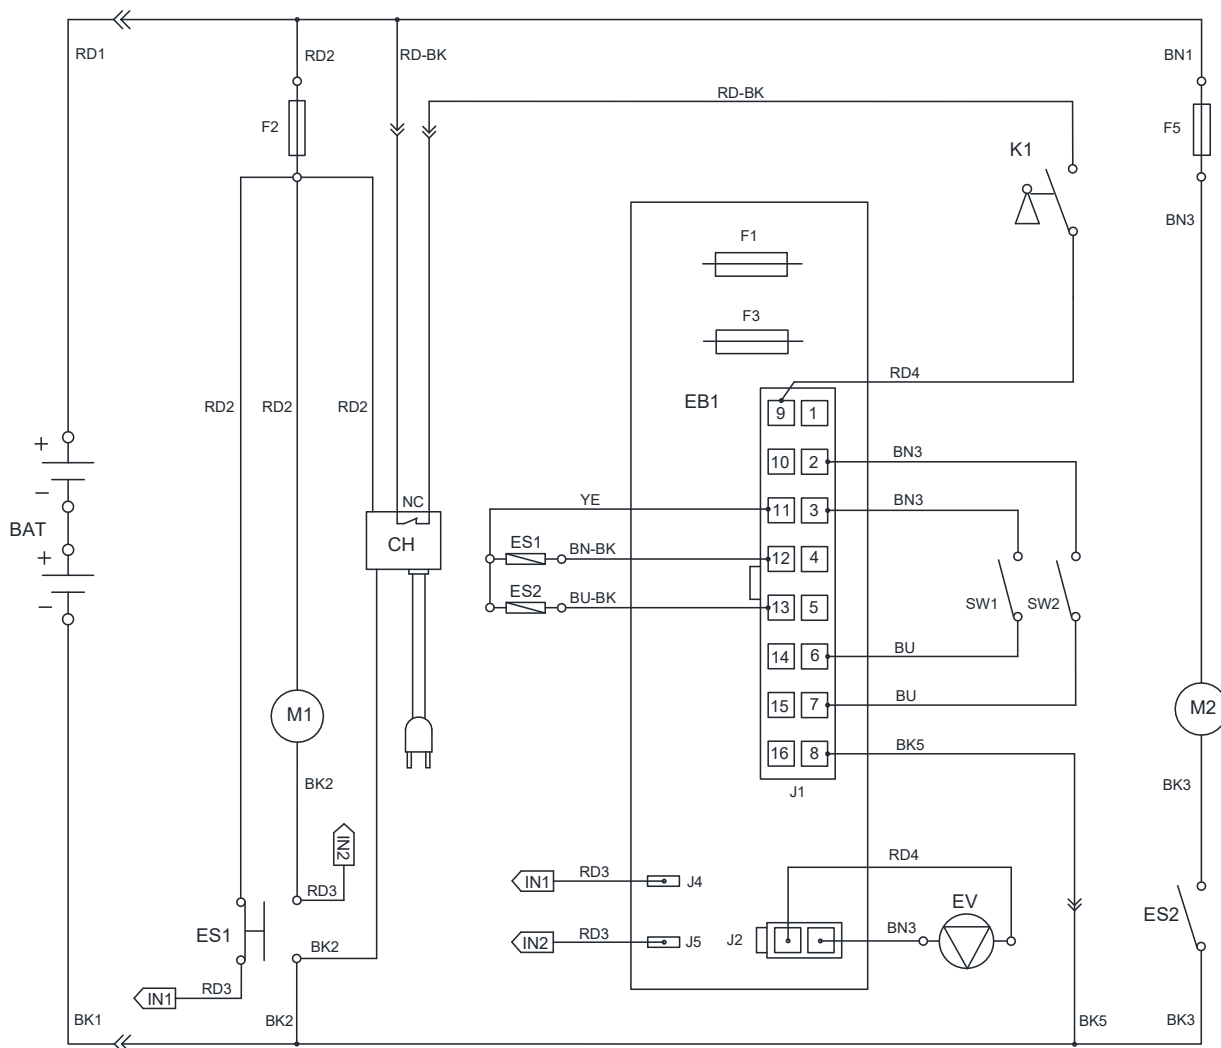 RD1
RD2
RD-BK
BN1
RD-BK
F2
F5
K1
BN3
F1
F3
RD4
EB1
RD2
RD2
RD2
9 1
+
10 2
BN3
NC
YE
11 3
BN3
−
BAT
CH
ES1
BN-BK
12 4
+
ES2
BU-BK
13 5
SW1
SW2
−
14 6
BU
15 7
BU
M1
M2
16 8
BK5
BK2
J1
BK3
IN2
RD4
IN1
RD3
J4
RD3
EV
ES1
ES2
BK2
IN2
RD3
J5
J2
BN3
RD3
IN1
BK1
BK2
BK5
BK3